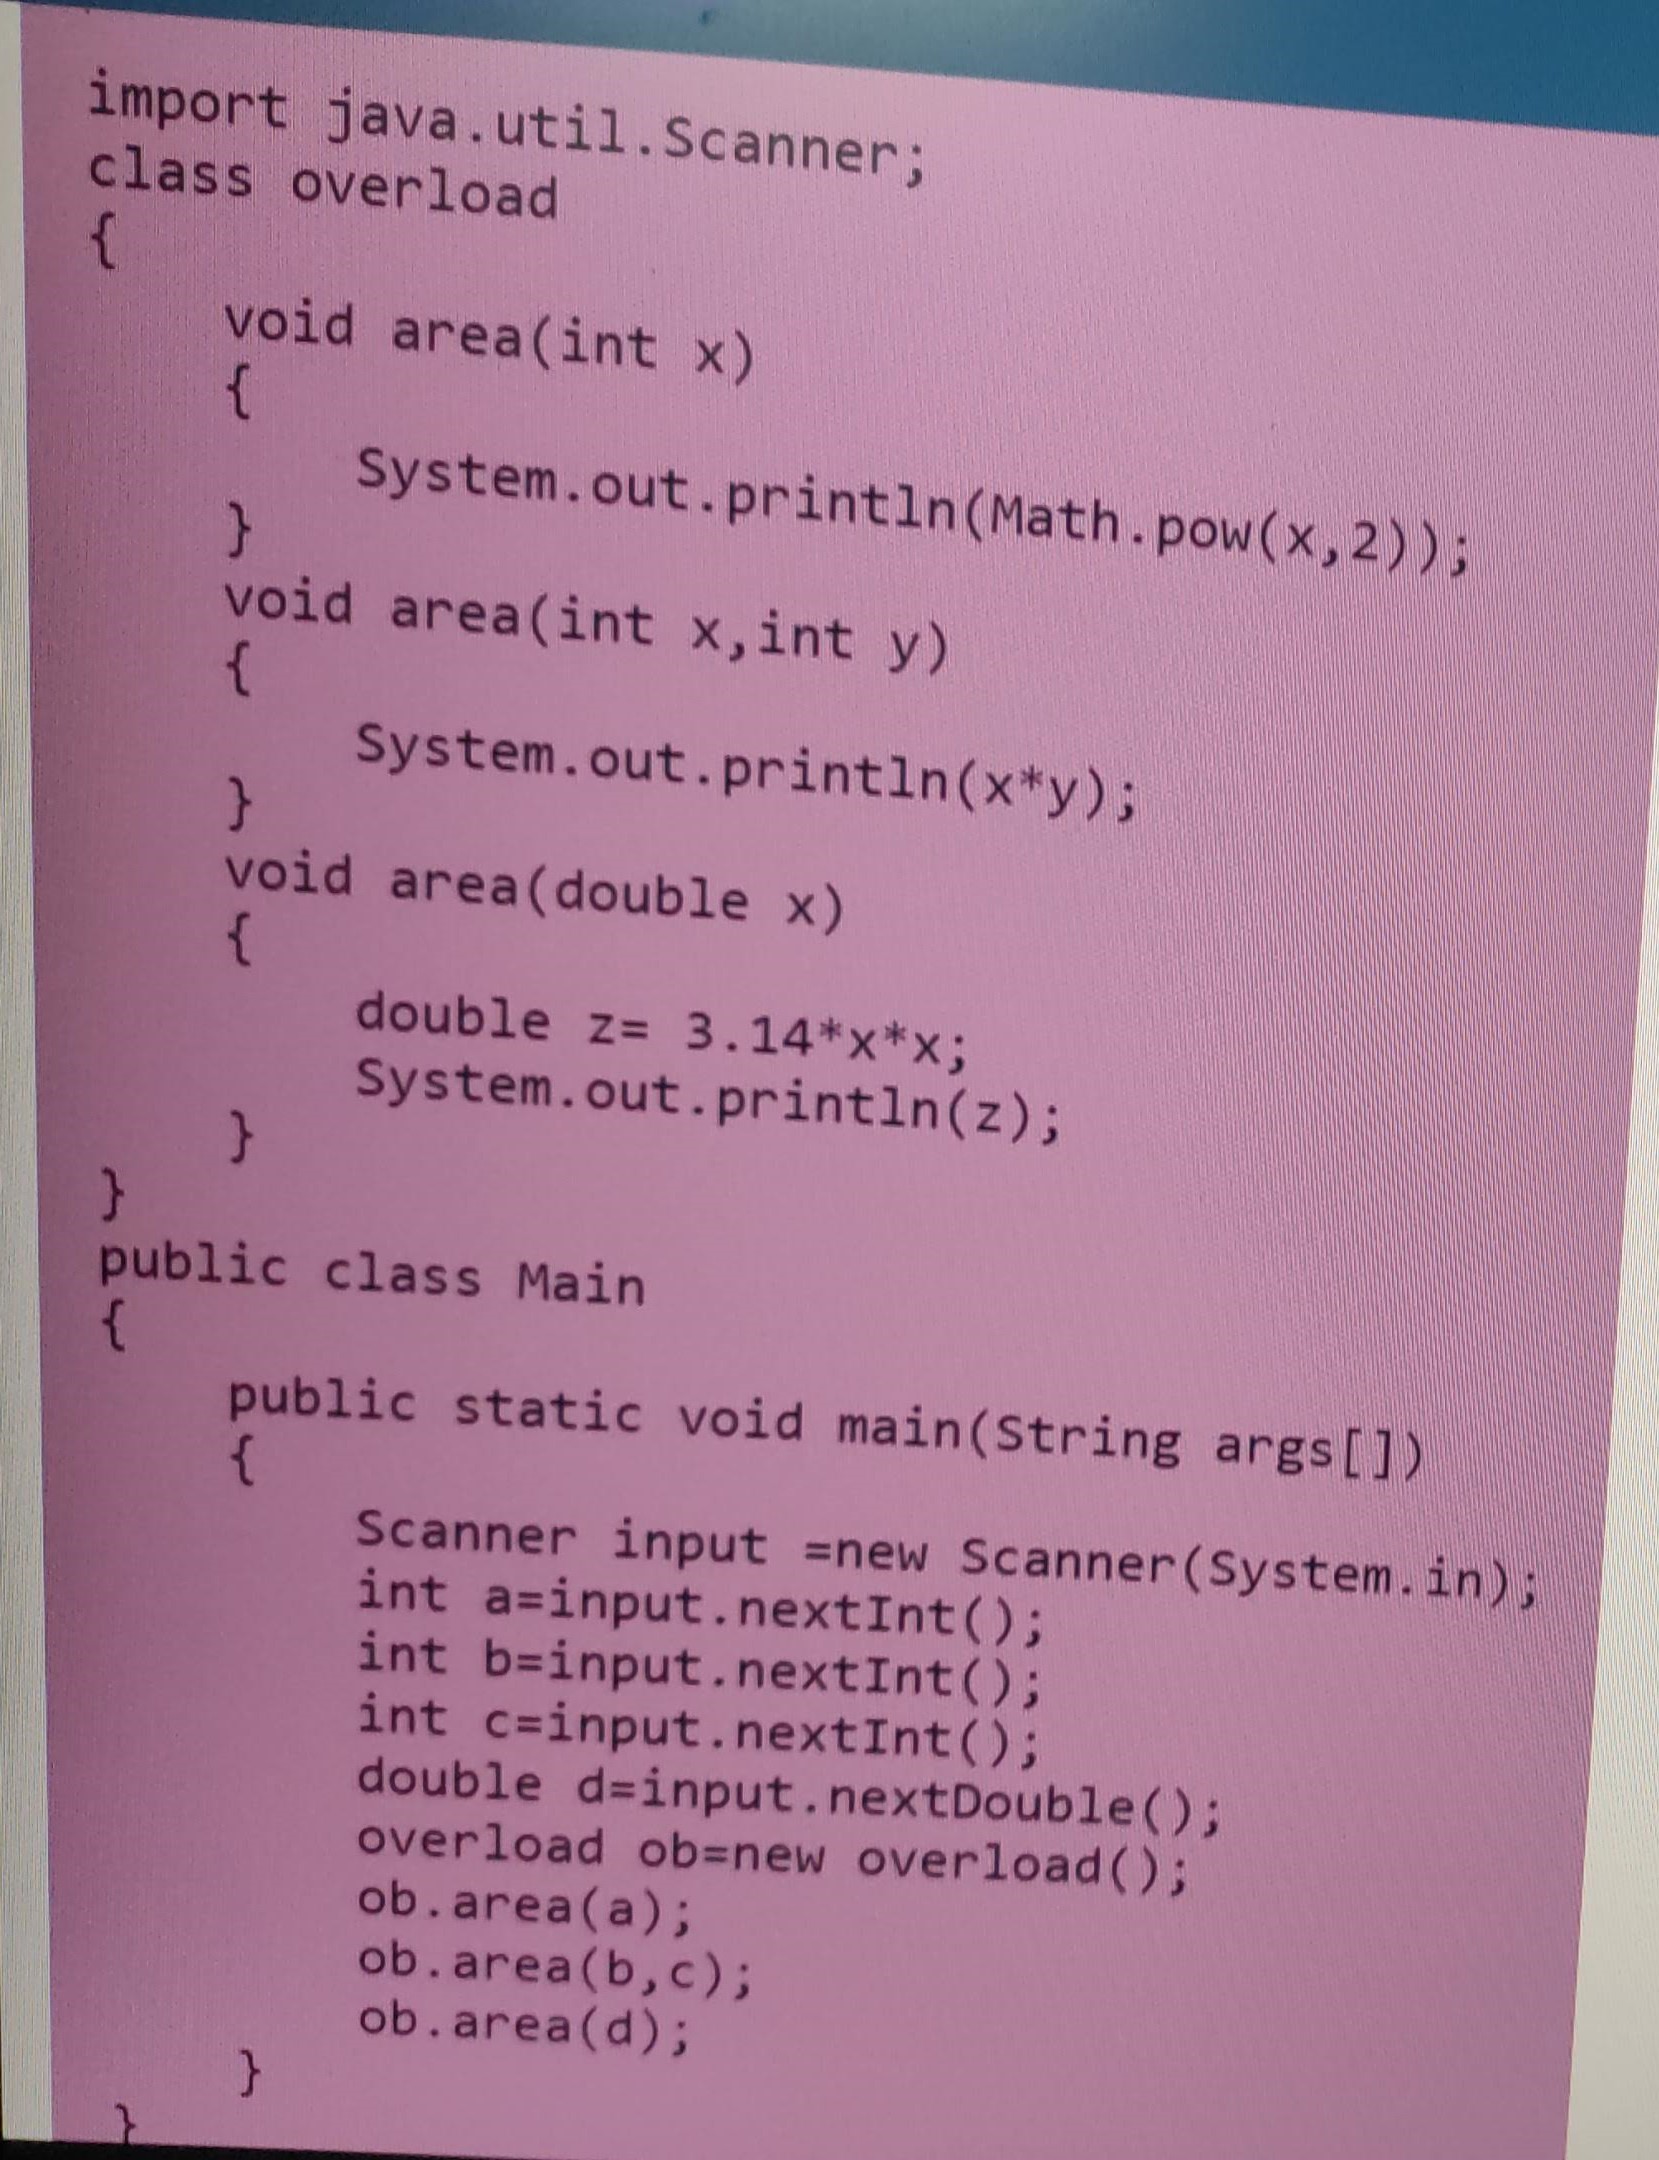 import java.util.Scanner;
class overload
{
void area(int x)
{
System.out.println(Math.pow(x,2));
}
void area(int x,int y)
{
System.out.println(x*y);
}
void area(double x)
{
double z= 3.14*x*x;
System.out.println(z);
}
}
public class Main
{
public static void main(String args[])
{
Scanner input =new Scanner(System.in);
int a=input.nextInt();
int b=input.nextInt();
int c=input.nextInt();
double d=input.nextDouble();
overload ob=new overload();
ob.area(a);
ob.area(b,c);
ob.area(d);
}
}